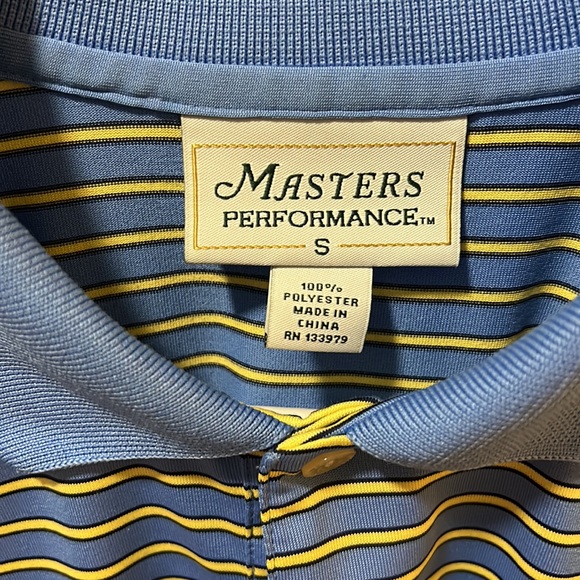 MASTERS
PERFORMANCE™
S
100%
POLYESTER
MADE IN
CHINA
RN 133979